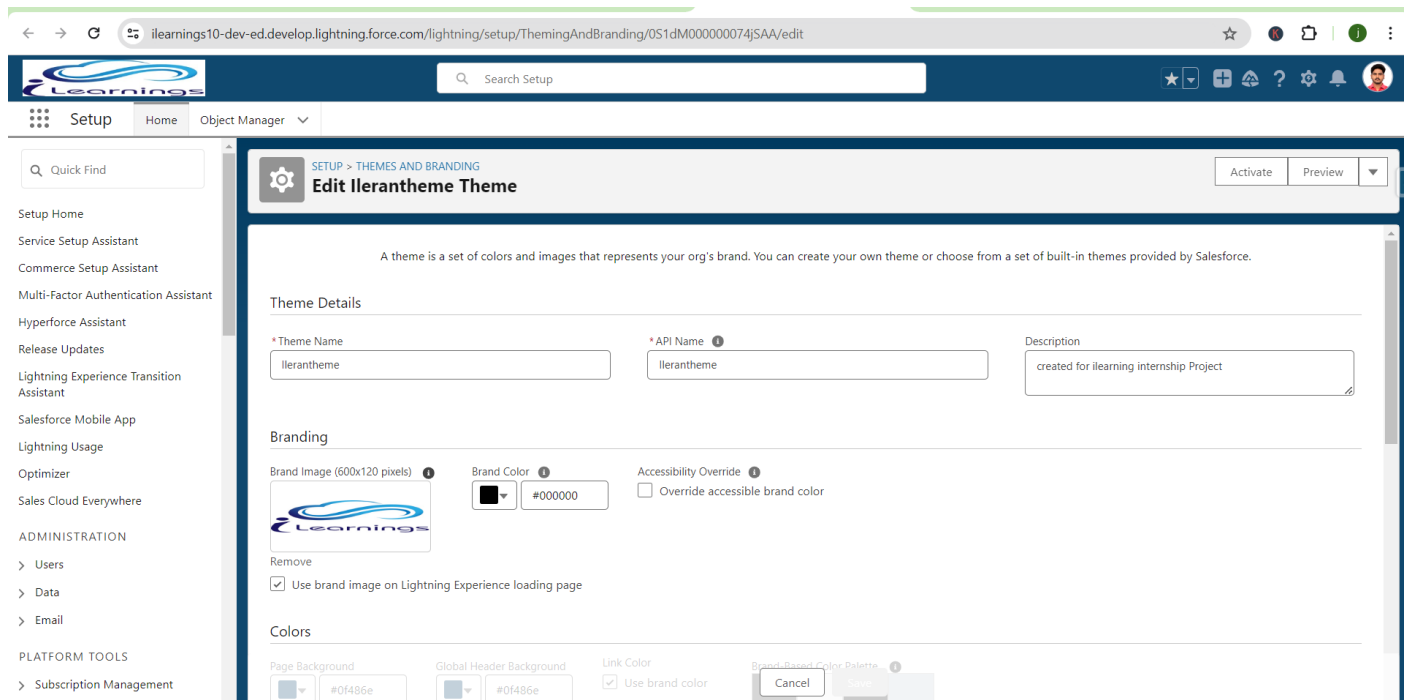 ilearnings10-dev-ed.develop.lightning.force.com/lightning/setup/ThemingAndBranding/0S1dM000000074jSAA/edit
K
j
iLearnings
Search Setup
Setup
Home
Object Manager
Quick Find
Setup Home
Service Setup Assistant
Commerce Setup Assistant
Multi-Factor Authentication Assistant
Hyperforce Assistant
Release Updates
Lightning Experience Transition
Assistant
Salesforce Mobile App
Lightning Usage
Optimizer
Sales Cloud Everywhere
ADMINISTRATION
Users
Data
Email
PLATFORM TOOLS
Subscription Management
SETUP > THEMES AND BRANDING
Edit Ilerantheme Theme
Activate
Preview
A theme is a set of colors and images that represents your org's brand. You can create your own theme or choose from a set of built-in themes provided by Salesforce.
Theme Details
*Theme Name
Ilerantheme
*API Name
Ilerantheme
Description
created for ilearning internship Project
Branding
Brand Image (600x120 pixels)
iLearnings
Remove
Brand Color
#000000
Accessibility Override
Override accessible brand color
Use brand image on Lightning Experience loading page
Colors
Page Background
#0f486e
Global Header Background
#0f486e
Link Color
Use brand color
Brand-Based Color Palette
Cancel
Save